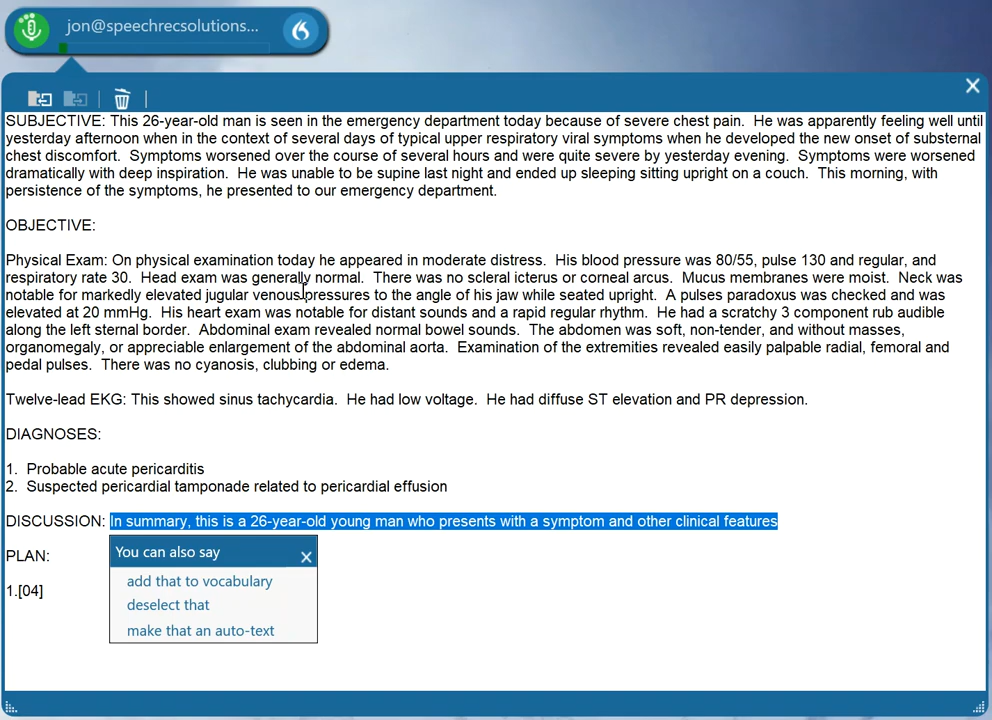 jon@speechrecsolutions...
SUBJECTIVE: This 26-year-old man is seen in the emergency department today because of severe chest pain.  He was apparently feeling well until
yesterday afternoon when in the context of several days of typical upper respiratory viral symptoms when he developed the new onset of substernal
chest discomfort.  Symptoms worsened over the course of several hours and were quite severe by yesterday evening.  Symptoms were worsened
dramatically with deep inspiration.  He was unable to be supine last night and ended up sleeping sitting upright on a couch.  This morning, with
persistence of the symptoms, he presented to our emergency department.
OBJECTIVE:
Physical Exam: On physical examination today he appeared in moderate distress.  His blood pressure was 80/55, pulse 130 and regular, and
respiratory rate 30.  Head exam was generally normal.  There was no scleral icterus or corneal arcus.  Mucus membranes were moist.  Neck was
notable for markedly elevated jugular venous pressures to the angle of his jaw while seated upright.  A pulses paradoxus was checked and was
elevated at 20 mmHg.  His heart exam was notable for distant sounds and a rapid regular rhythm.  He had a scratchy 3 component rub audible
along the left sternal border.  Abdominal exam revealed normal bowel sounds.  The abdomen was soft, non-tender, and without masses,
organomegaly, or appreciable enlargement of the abdominal aorta.  Examination of the extremities revealed easily palpable radial, femoral and
pedal pulses.  There was no cyanosis, clubbing or edema.
Twelve-lead EKG: This showed sinus tachycardia.  He had low voltage.  He had diffuse ST elevation and PR depression.
DIAGNOSES:
1.  Probable acute pericarditis
2.  Suspected pericardial tamponade related to pericardial effusion
DISCUSSION: In summary, this is a 26-year-old young man who presents with a symptom and other clinical features
PLAN:
1.[04]
You can also say
add that to vocabulary
deselect that
make that an auto-text